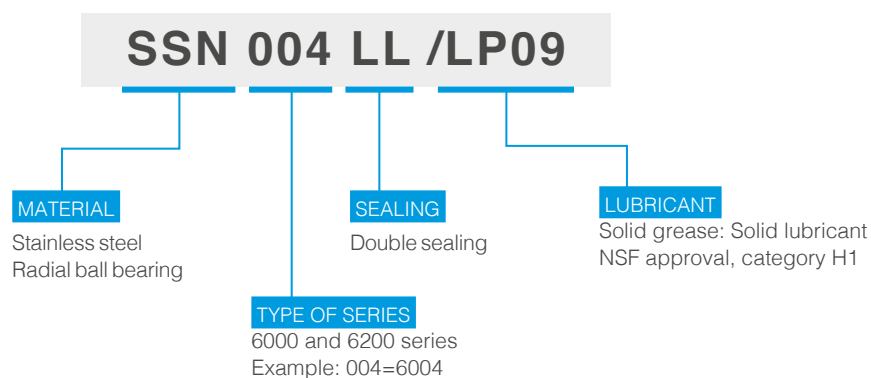 SSN 004 LL /LP09
MATERIAL
Stainless steel
Radial ball bearing
TYPE OF SERIES
6000 and 6200 series
Example: 004=6004
SEALING
Double sealing
LUBRICANT
Solid grease: Solid lubricant
NSF approval, category H1